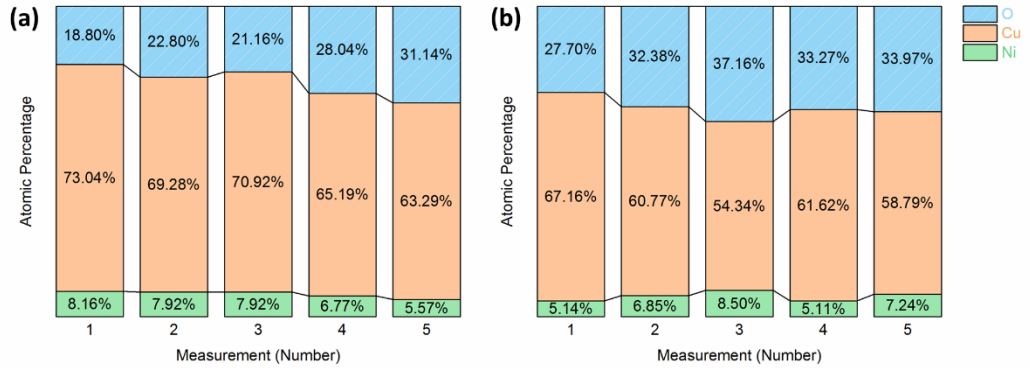 (a)
Atomic Percentage
18.80% 22.80% 21.16% 28.04% 31.14%
73.04% 69.28% 70.92% 65.19% 63.29%
8.16% 7.92% 7.92% 6.77% 5.57%
1 2 3 4 5
Measurement (Number)
(b)
Atomic Percentage
27.70% 32.38% 37.16% 33.27% 33.97%
67.16% 60.77% 54.34% 61.62% 58.79%
5.14% 6.85% 8.50% 5.11% 7.24%
1 2 3 4 5
Measurement (Number)
O
Cu
Ni